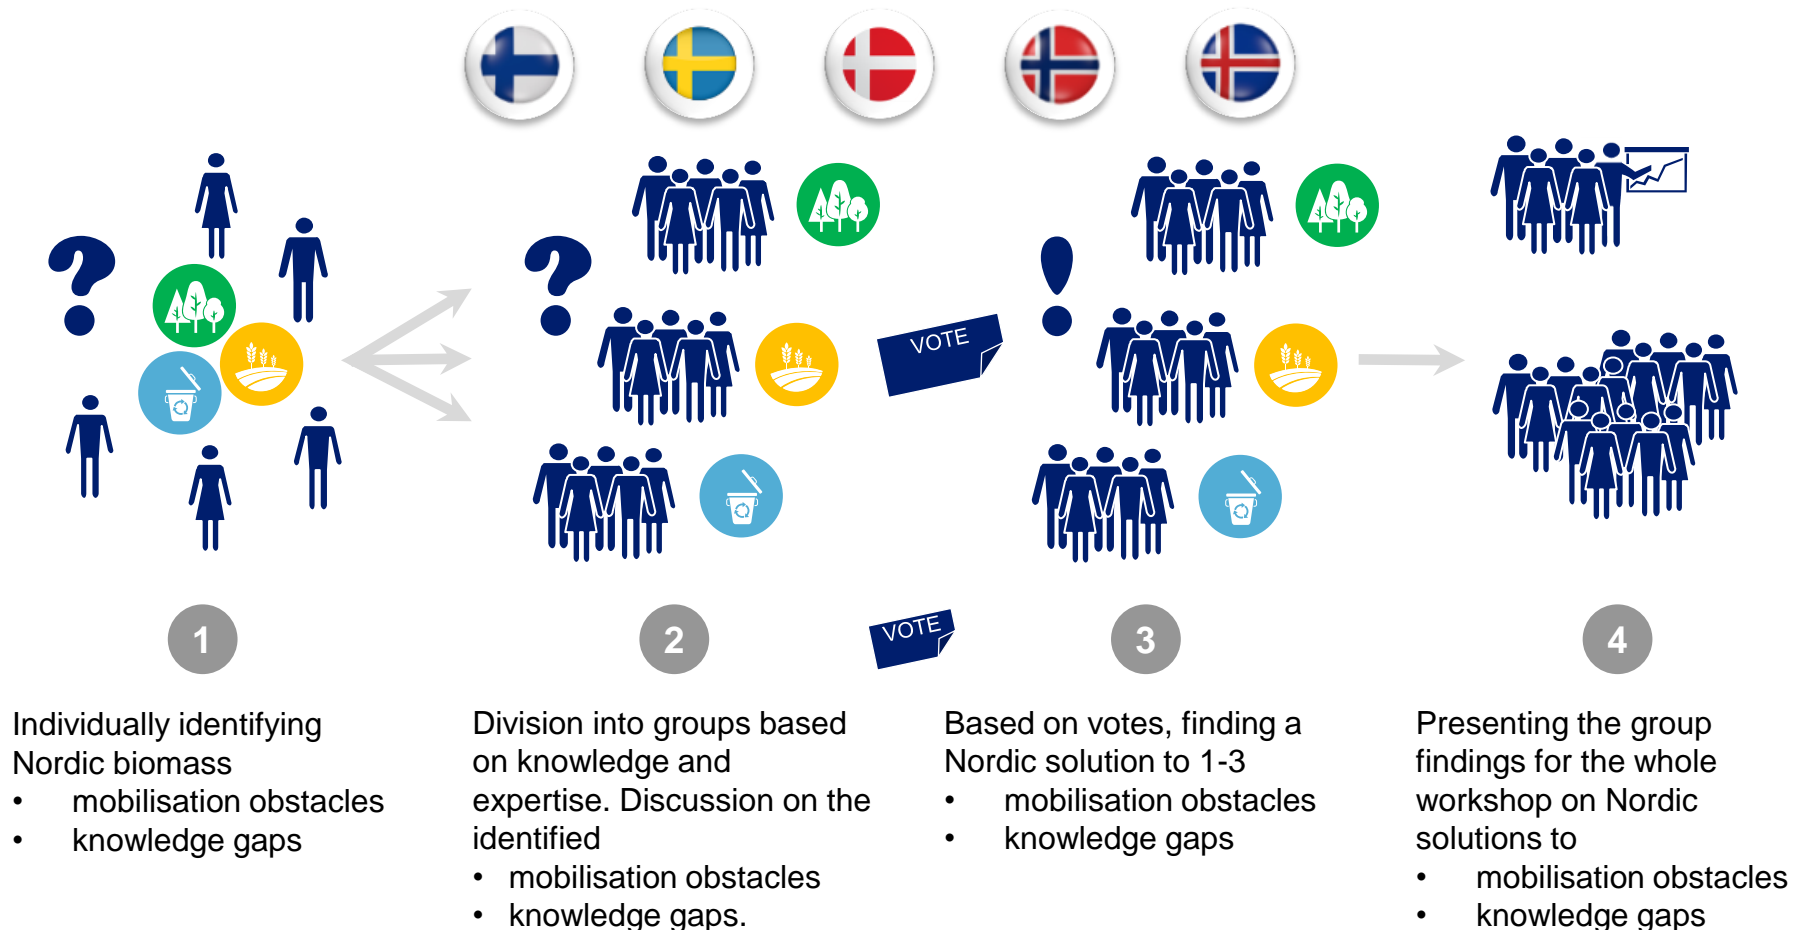 VOTE
1
2
VOTE
3
4
Individually identifying
Nordic biomass
• mobilisation obstacles
• knowledge gaps
Division into groups based
on knowledge and
expertise. Discussion on the
identified
• mobilisation obstacles
• knowledge gaps.
Based on votes, finding a
Nordic solution to 1-3
• mobilisation obstacles
• knowledge gaps
Presenting the group
findings for the whole
workshop on Nordic
solutions to
• mobilisation obstacles
• knowledge gaps